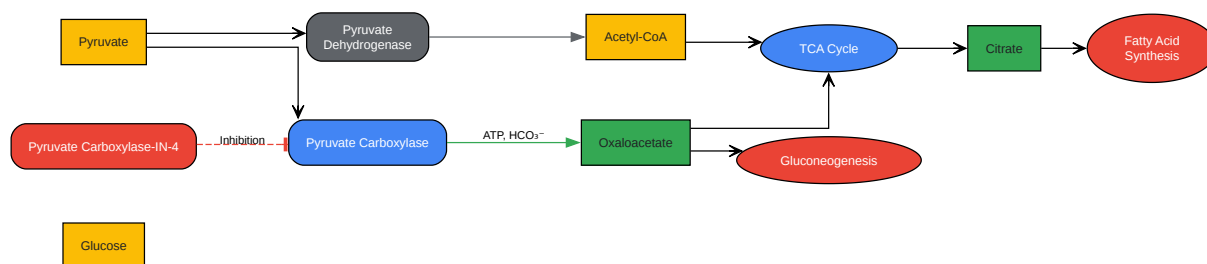 Pyruvate
Pyruvate
Dehydrogenase
Acetyl-CoA
TCA Cycle
Citrate
Fatty Acid
Synthesis
Pyruvate Carboxylase-IN-4
Inhibition
Pyruvate Carboxylase
ATP, HCO₃⁻
Oxaloacetate
Gluconeogenesis
Glucose